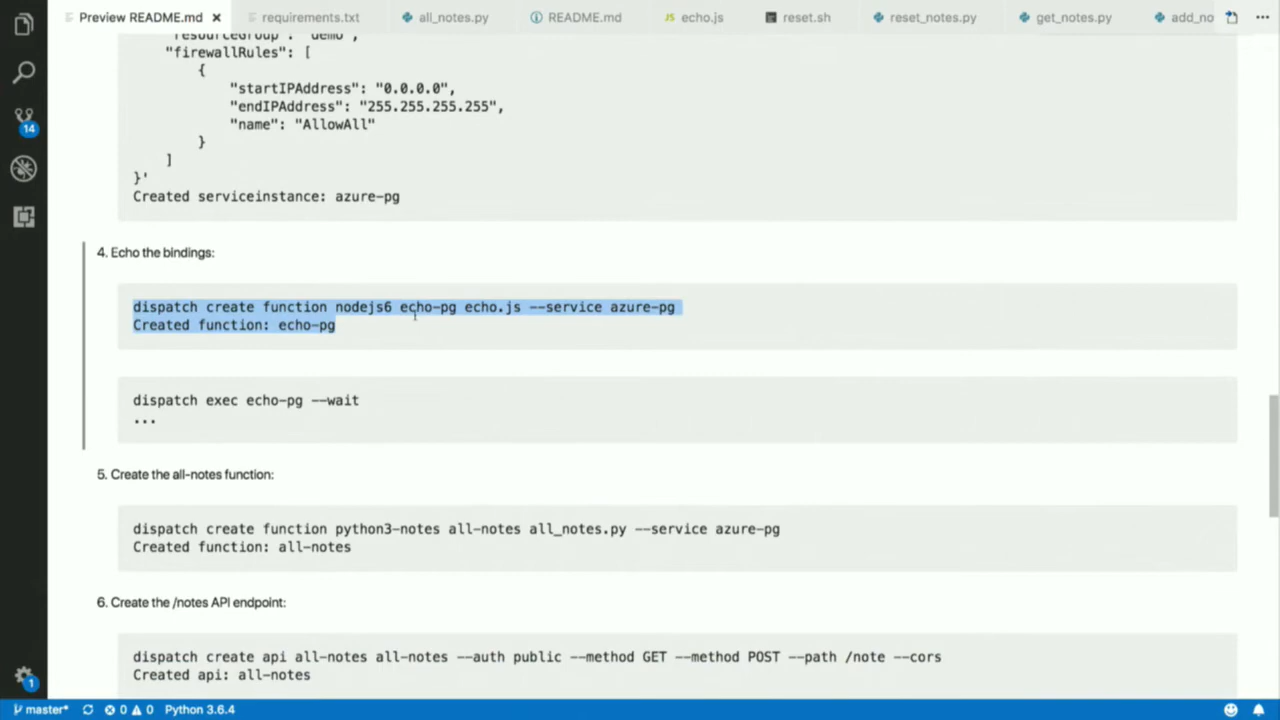 Preview README.md
requirements.txt
all_notes.py
README.md
echo.js
reset.sh
reset_notes.py
get_notes.py
add_no
"resourceGroup": "demo",
"firewallRules": [
{
"startIPAddress": "0.0.0.0",
"endIPAddress": "255.255.255.255",
"name": "AllowAll"
}
]
}'
Created serviceinstance: azure-pg
4. Echo the bindings:
dispatch create function nodejs6 echo-pg echo.js --service azure-pg
Created function: echo-pg
dispatch exec echo-pg --wait
...
5. Create the all-notes function:
dispatch create function python3-notes all-notes all_notes.py --service azure-pg
Created function: all-notes
6. Create the /notes API endpoint:
dispatch create api all-notes all-notes --auth public --method GET --method POST --path /note --cors
Created api: all-notes
14
1
master* 0 0 Python 3.6.4